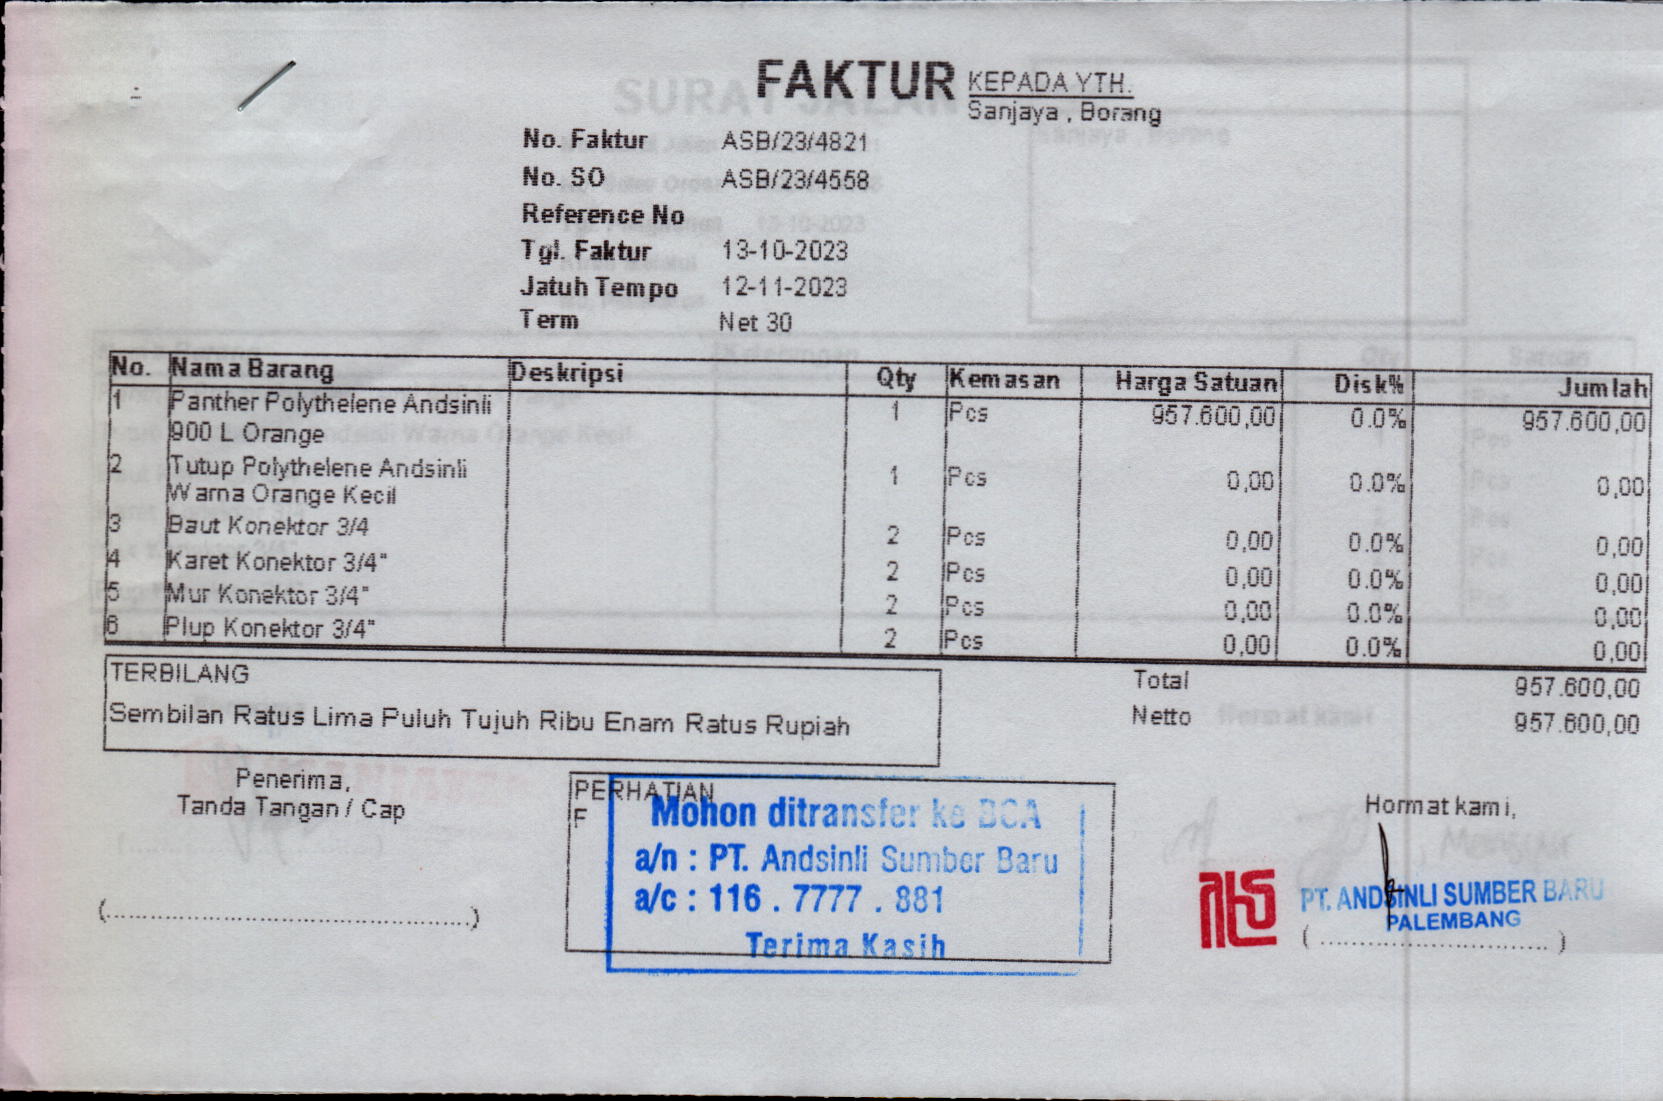 FAKTUR
KEPADA YTH.
Sanjaya , Borang
No. Faktur ASB/23/4821
No. SO ASB/23/4558
Reference No
Tgl. Faktur 13-10-2023
Jatuh Tempo 12-11-2023
Term Net 30
No. Nama Barang Deskripsi Qty Kemasan Harga Satuan Disk% Jumlah
1 Panther Polythelene Andsinli 1 Pcs 957.600,00 0.0% 957.600,00
900 L Orange
2 Tutup Polythelene Andsinli 1 Pcs 0,00 0.0% 0,00
Warna Orange Kecil
3 Baut Konektor 3/4 2 Pcs 0,00 0.0% 0,00
4 Karet Konektor 3/4" 2 Pcs 0,00 0.0% 0,00
5 Mur Konektor 3/4" 2 Pcs 0,00 0.0% 0,00
6 Plup Konektor 3/4" 2 Pcs 0,00 0.0% 0,00
TERBILANG
Sembilan Ratus Lima Puluh Tujuh Ribu Enam Ratus Rupiah
Total 957.600,00
Netto 957.600,00
Penerima,
Tanda Tangan / Cap
(....................................................)
PERHATIAN
F
Mohon ditransfer ke BCA
a/n : PT. Andsinli Sumber Baru
a/c : 116 . 7777 . 881
Terima Kasih
Hormat kami,
PT. ANDSINLI SUMBER BARU
PALEMBANG
( ................................ )